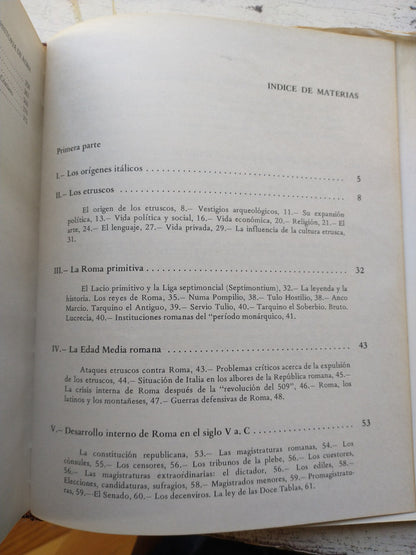 INDICE DE MATERIAS
Primera parte
I.– Los orígenes itálicos 5
II.– Los etruscos 8
El origen de los etruscos, 8.– Vestigios arqueológicos, 11.– Su expansión
política, 13.– Vida política y social, 16.– Vida económica, 20.– Religión, 21.– El
arte, 24.– El lenguaje, 27.– Vida privada, 29.– La influencia de la cultura etrusca,
31.
III.– La Roma primitiva 32
El Lacio primitivo y la Liga septimoncial (Septimontium), 32.– La leyenda y la
historia. Los reyes de Roma, 35.– Numa Pompilio, 38.– Tulo Hostilio, 38.– Anco
Marcio. Tarquino el Antiguo, 39.– Servio Tulio, 40.– Tarquino el Soberbio. Bruto.
Lucrecia, 40.– Instituciones romanas del "período monárquico, 41.
IV.– La Edad Media romana 43
Ataques etruscos contra Roma, 43.– Problemas críticos acerca de la expulsión
de los etruscos, 44.– Situación de Italia en los albores de la República romana, 45.–
La crisis interna de Roma después de la "revolución del 509", 46.– Roma, los
latinos y los montañeses, 47.– Guerras defensivas de Roma, 48.
V.– Desarrollo interno de Roma en el siglo V a. C 53
La constitución republicana, 53.– Las magistraturas romanas, 54.– Los
cónsules, 55.– Los censores, 56.– Los tribunos de la plebe, 56.– Los cuestores,
56.– Las magistraturas extraordinarias: el dictador, 56.– Los ediles, 58.–
Elecciones, candidaturas, sufragios, 58.– Magistrados menores, 59.– Promagistratu-
ras, 59.–El Senado, 60.– Los decenviros. La ley de las Doce Tablas, 61.